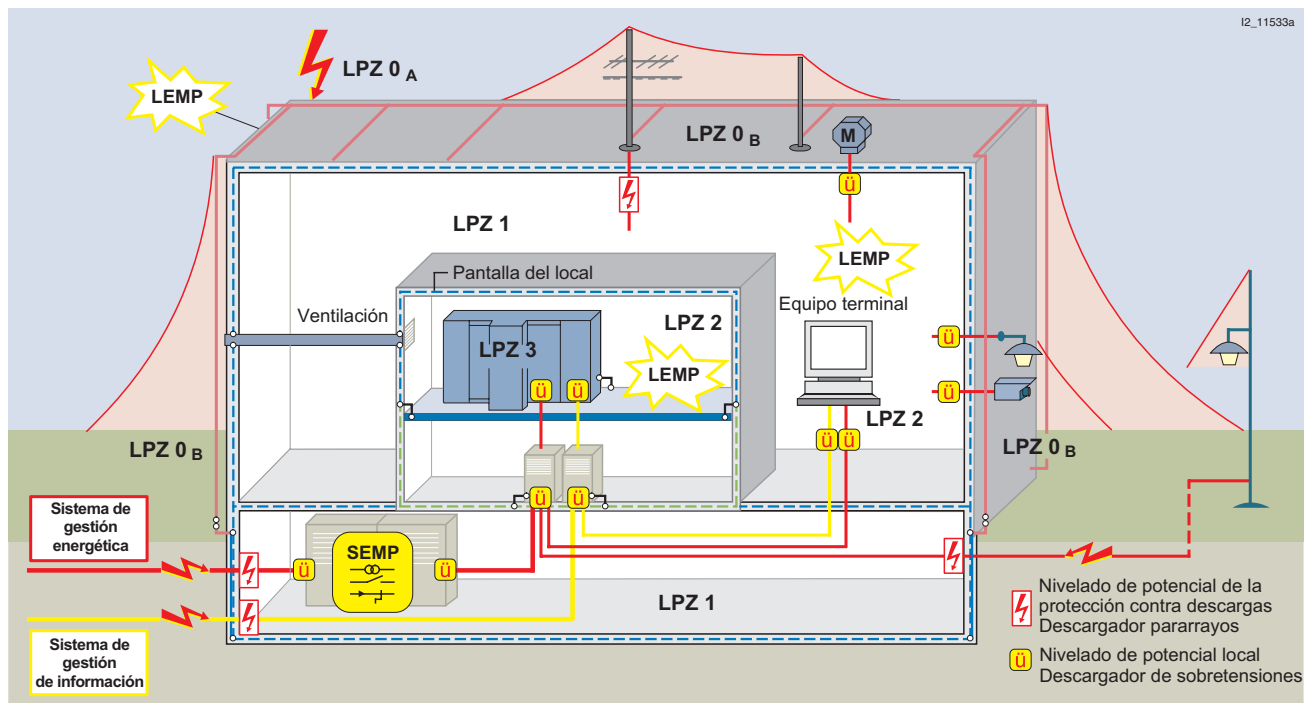 I2_11533a
LPZ 0 A
LEMP
LPZ 0 B
M
ü
LPZ 1
LEMP
Pantalla del local
Equipo terminal
Ventilación
LPZ 2
LPZ 3
ü
LEMP
ü
ü
ü
LPZ 2
ü
ü
LPZ 0 B
LPZ 0 B
ü
ü
Sistema de
gestión
energética
SEMP
ü
ü
LPZ 1
Sistema de
gestión
de información
Nivelado de potencial de la
protección contra descargas
Descargador pararrayos
ü
Nivelado de potencial local
Descargador de sobretensiones